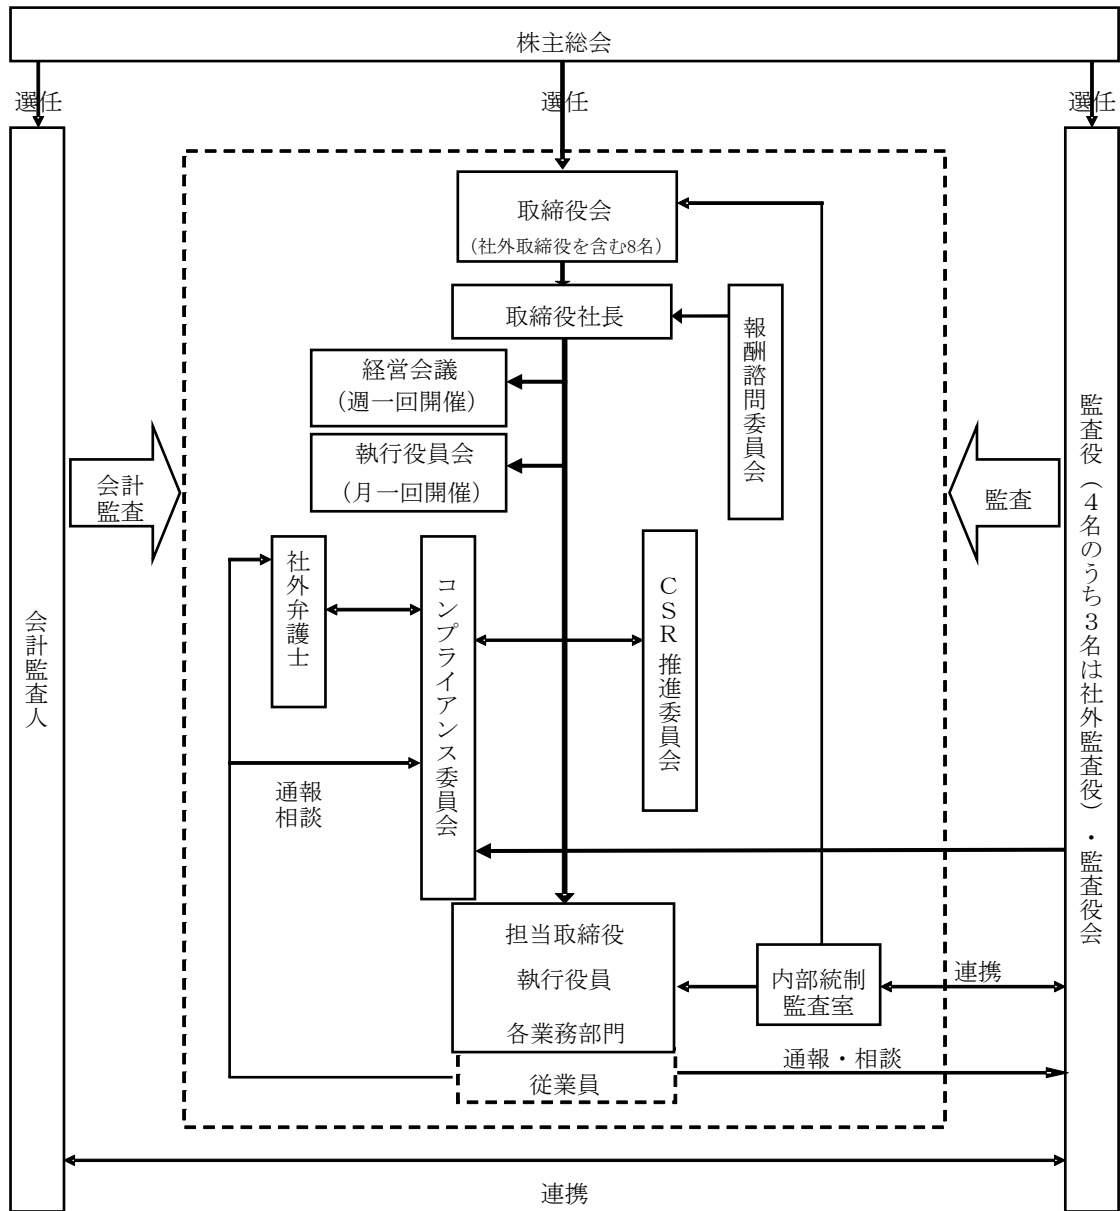 株主総会
選任
選任
選任
取締役会
（社外取締役を含む8名）
取締役社長
報酬諮問委員会
経営会議
（週一回開催）
執行役員会
（月一回開催）
会計
監査
監査
会計監査人
監査役（４名のうち３名は社外監査役）・監査役会
社外弁護士
コンプライアンス委員会
ＣＳＲ推進委員会
通報
相談
担当取締役
執行役員
各業務部門
内部統制
監査室
連携
従業員
通報・相談
連携